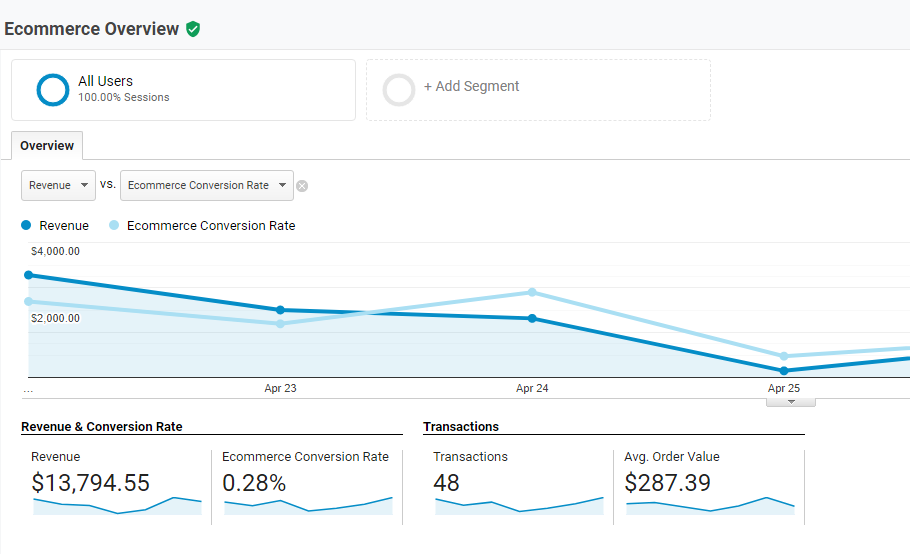 Ecommerce Overview
All Users
100.00% Sessions
+ Add Segment
Overview
Revenue vs. Ecommerce Conversion Rate
Revenue Ecommerce Conversion Rate
$4,000.00
$2,000.00
... Apr 23 Apr 24 Apr 25
Revenue & Conversion Rate Transactions
Revenue Ecommerce Conversion Rate Transactions Avg. Order Value
$13,794.55 0.28% 48 $287.39